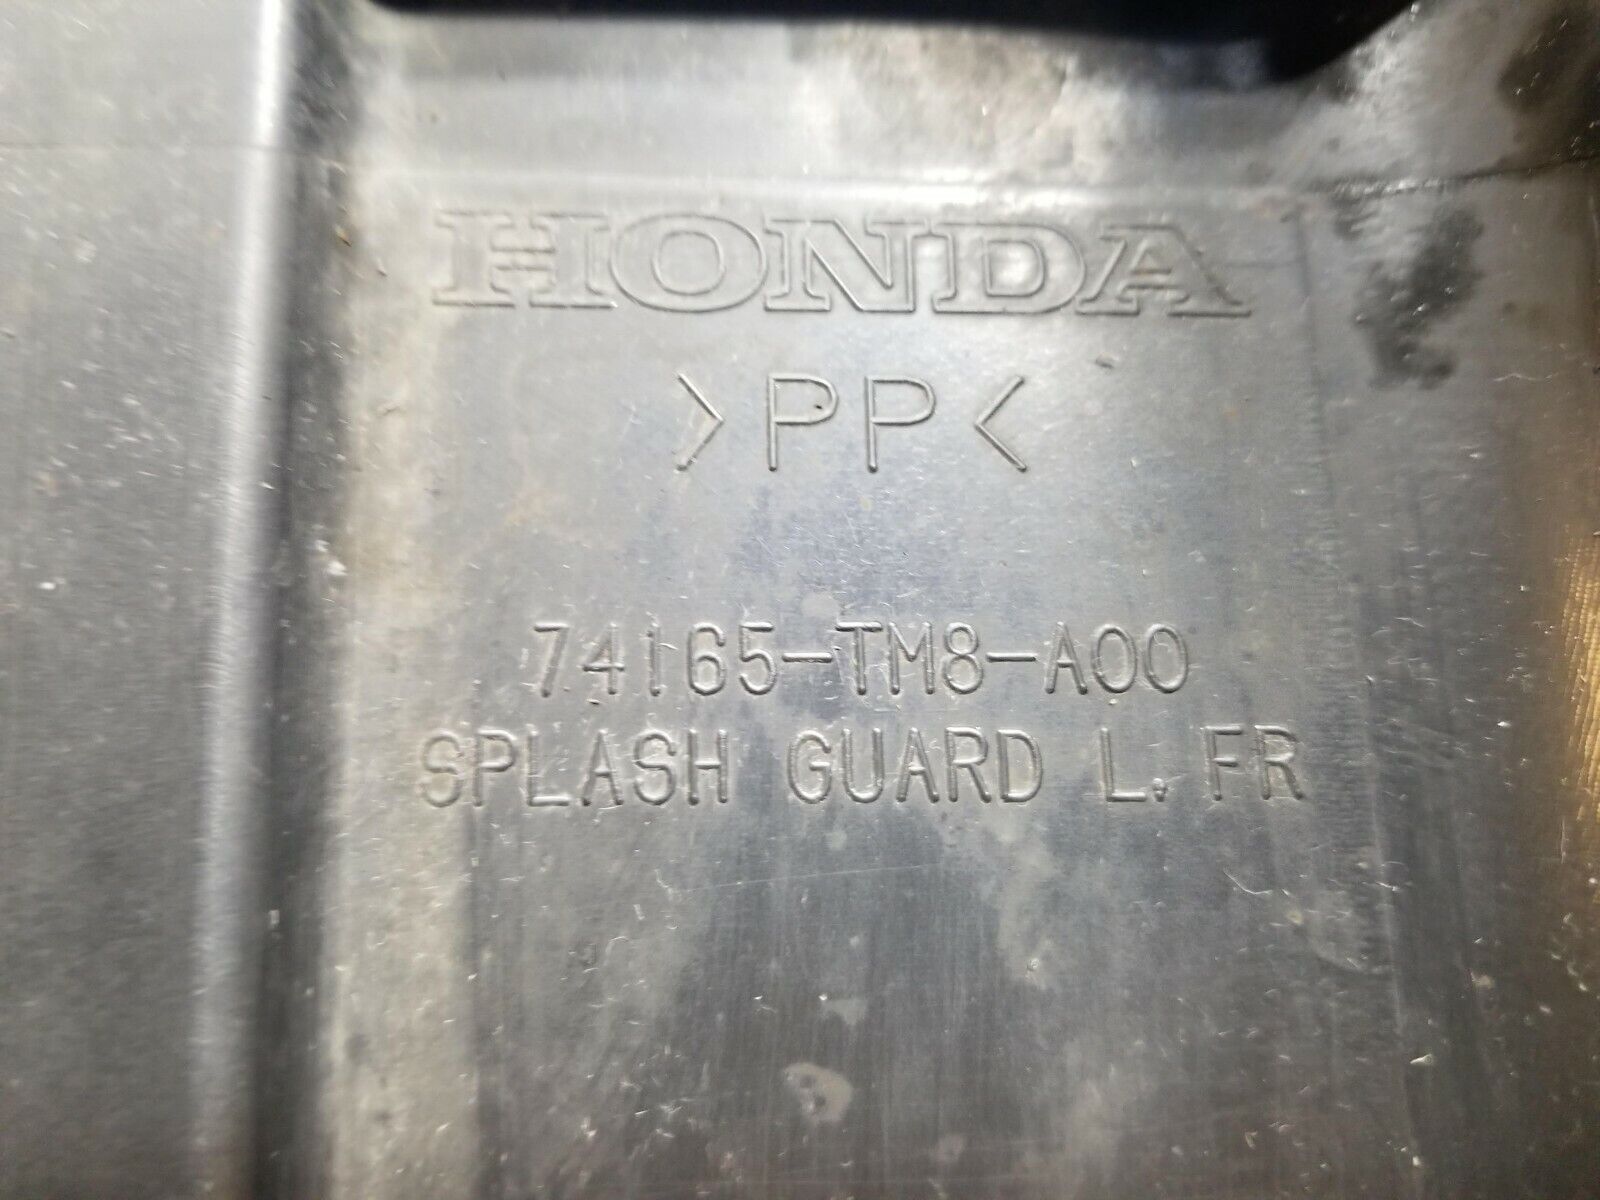 HONDA
>PP<
74165-TM8-A00
SPLASH GUARD L. FR